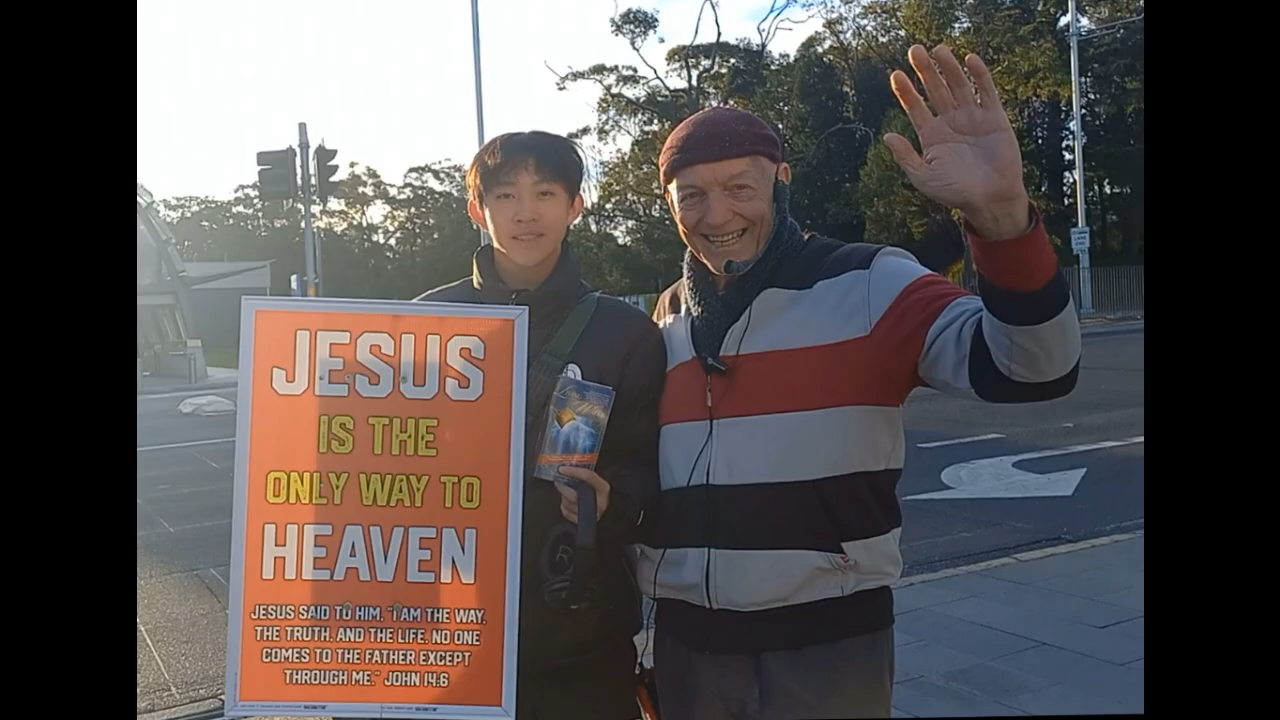 JESUS
IS THE
ONLY WAY TO
HEAVEN
JESUS SAID TO HIM, "I AM THE WAY,
THE TRUTH, AND THE LIFE. NO ONE
COMES TO THE FATHER EXCEPT
THROUGH ME." JOHN 14:6